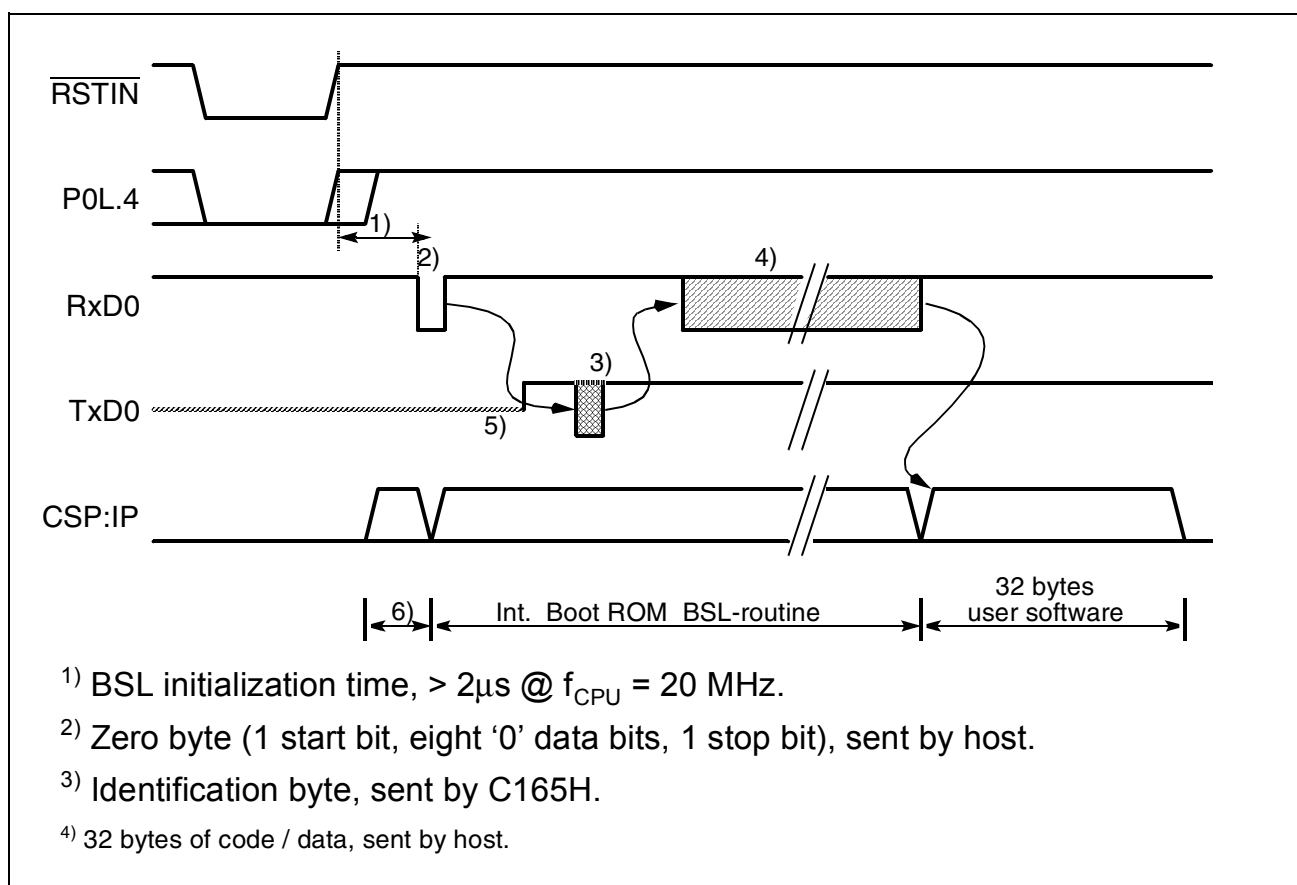 RSTIN
P0L.4
1)
2)
4)
RxD0
3)
TxD0
5)
CSP:IP
6)
Int. Boot ROM BSL-routine
32 bytes
user software
1) BSL initialization time, > 2μs @ fCPU = 20 MHz.
2) Zero byte (1 start bit, eight ‘0’ data bits, 1 stop bit), sent by host.
3) Identification byte, sent by C165H.
4) 32 bytes of code / data, sent by host.